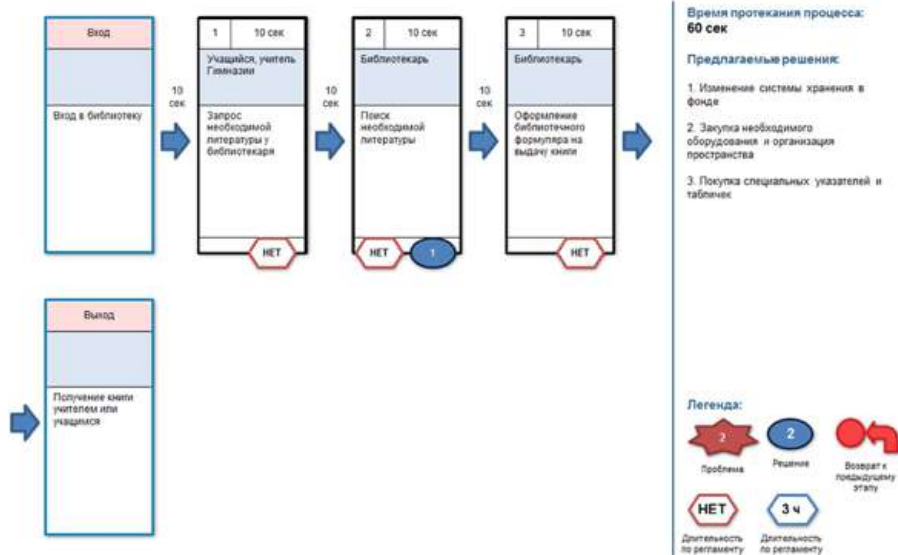 Вход
Вход в библиотеку
10
сек
1
10 сек
Учащийся, учитель
Гимназии
Запрос
необходимой
литературы у
библиотекаря
НЕТ
10
сек
2
10 сек
Библиотекарь
Поиск
необходимой
литературы
НЕТ
1
10
сек
3
10 сек
Библиотекарь
Оформление
библиотечного
формуляра на
выдачу книги
НЕТ
Выход
Получение книги
учителем или
учащимся
Время протекания процесса:
60 сек
Предлагаемые решения:
1. Изменение системы хранения в
фонде
2. Закупка необходимого
оборудования и организация
пространства
3. Покупка специальных указателей и
табличек
Легенда:
2
Проблема
2
Решение
Возврат к
предыдущему
этапу
НЕТ
Длительность
по регламенту
3 ч
Длительность
по регламенту